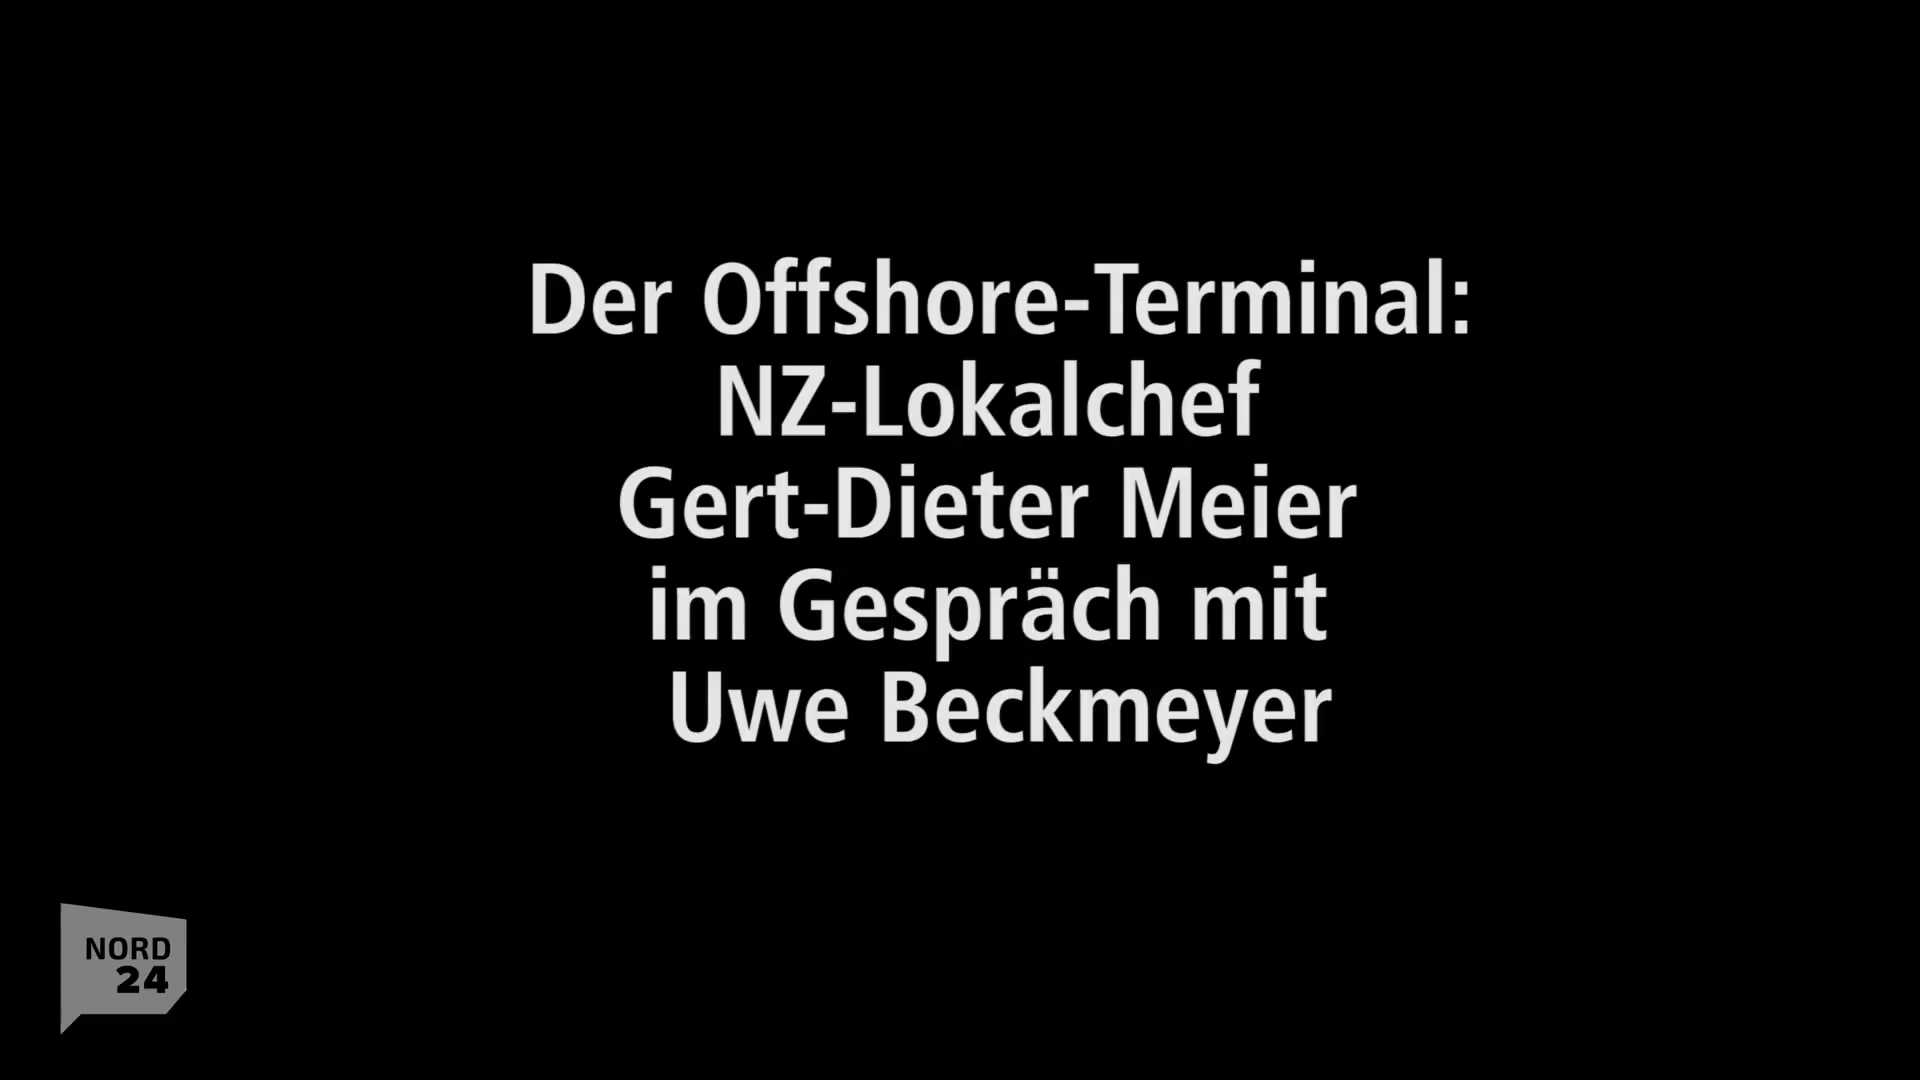 Der Offshore-Terminal:
NZ-Lokalchef
Gert-Dieter Meier
im Gespräch mit
Uwe Beckmeyer
NORD
24